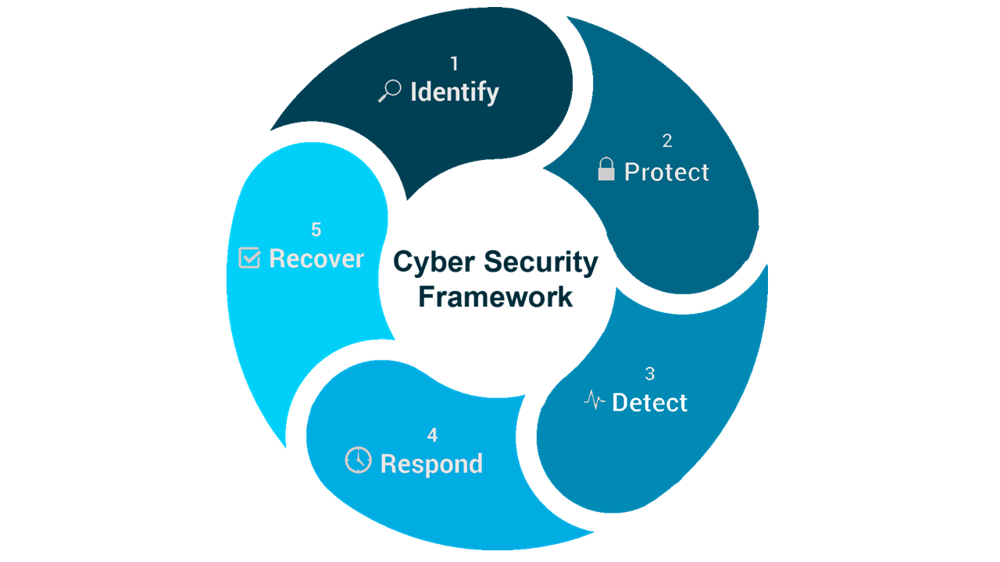 1
Identify
2
Protect
3
Detect
4
Respond
5
Recover
Cyber Security
Framework